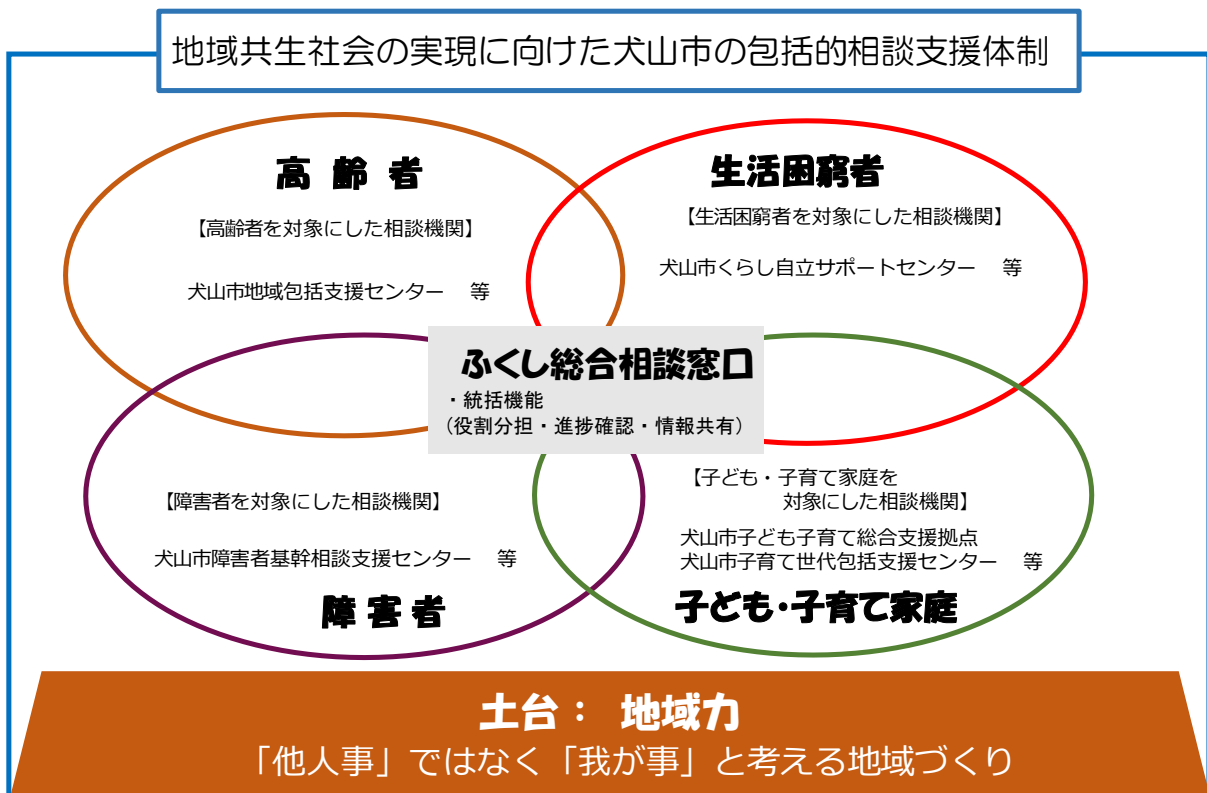 地域共生社会の実現に向けた犬山市の包括的相談支援体制
高齢者
【高齢者を対象にした相談機関】
犬山市地域包括支援センター 等
生活困窮者
【生活困窮者を対象にした相談機関】
犬山市くらし自立サポートセンター 等
ふくし総合相談窓口
・統括機能
(役割分担・進捗確認・情報共有)
【障害者を対象にした相談機関】
犬山市障害者基幹相談支援センター 等
障害者
【子ども・子育て家庭を
対象にした相談機関】
犬山市子ども子育て総合支援拠点
犬山市子育て世代包括支援センター 等
子ども・子育て家庭
土台： 地域力
「他人事」ではなく「我が事」と考える地域づくり